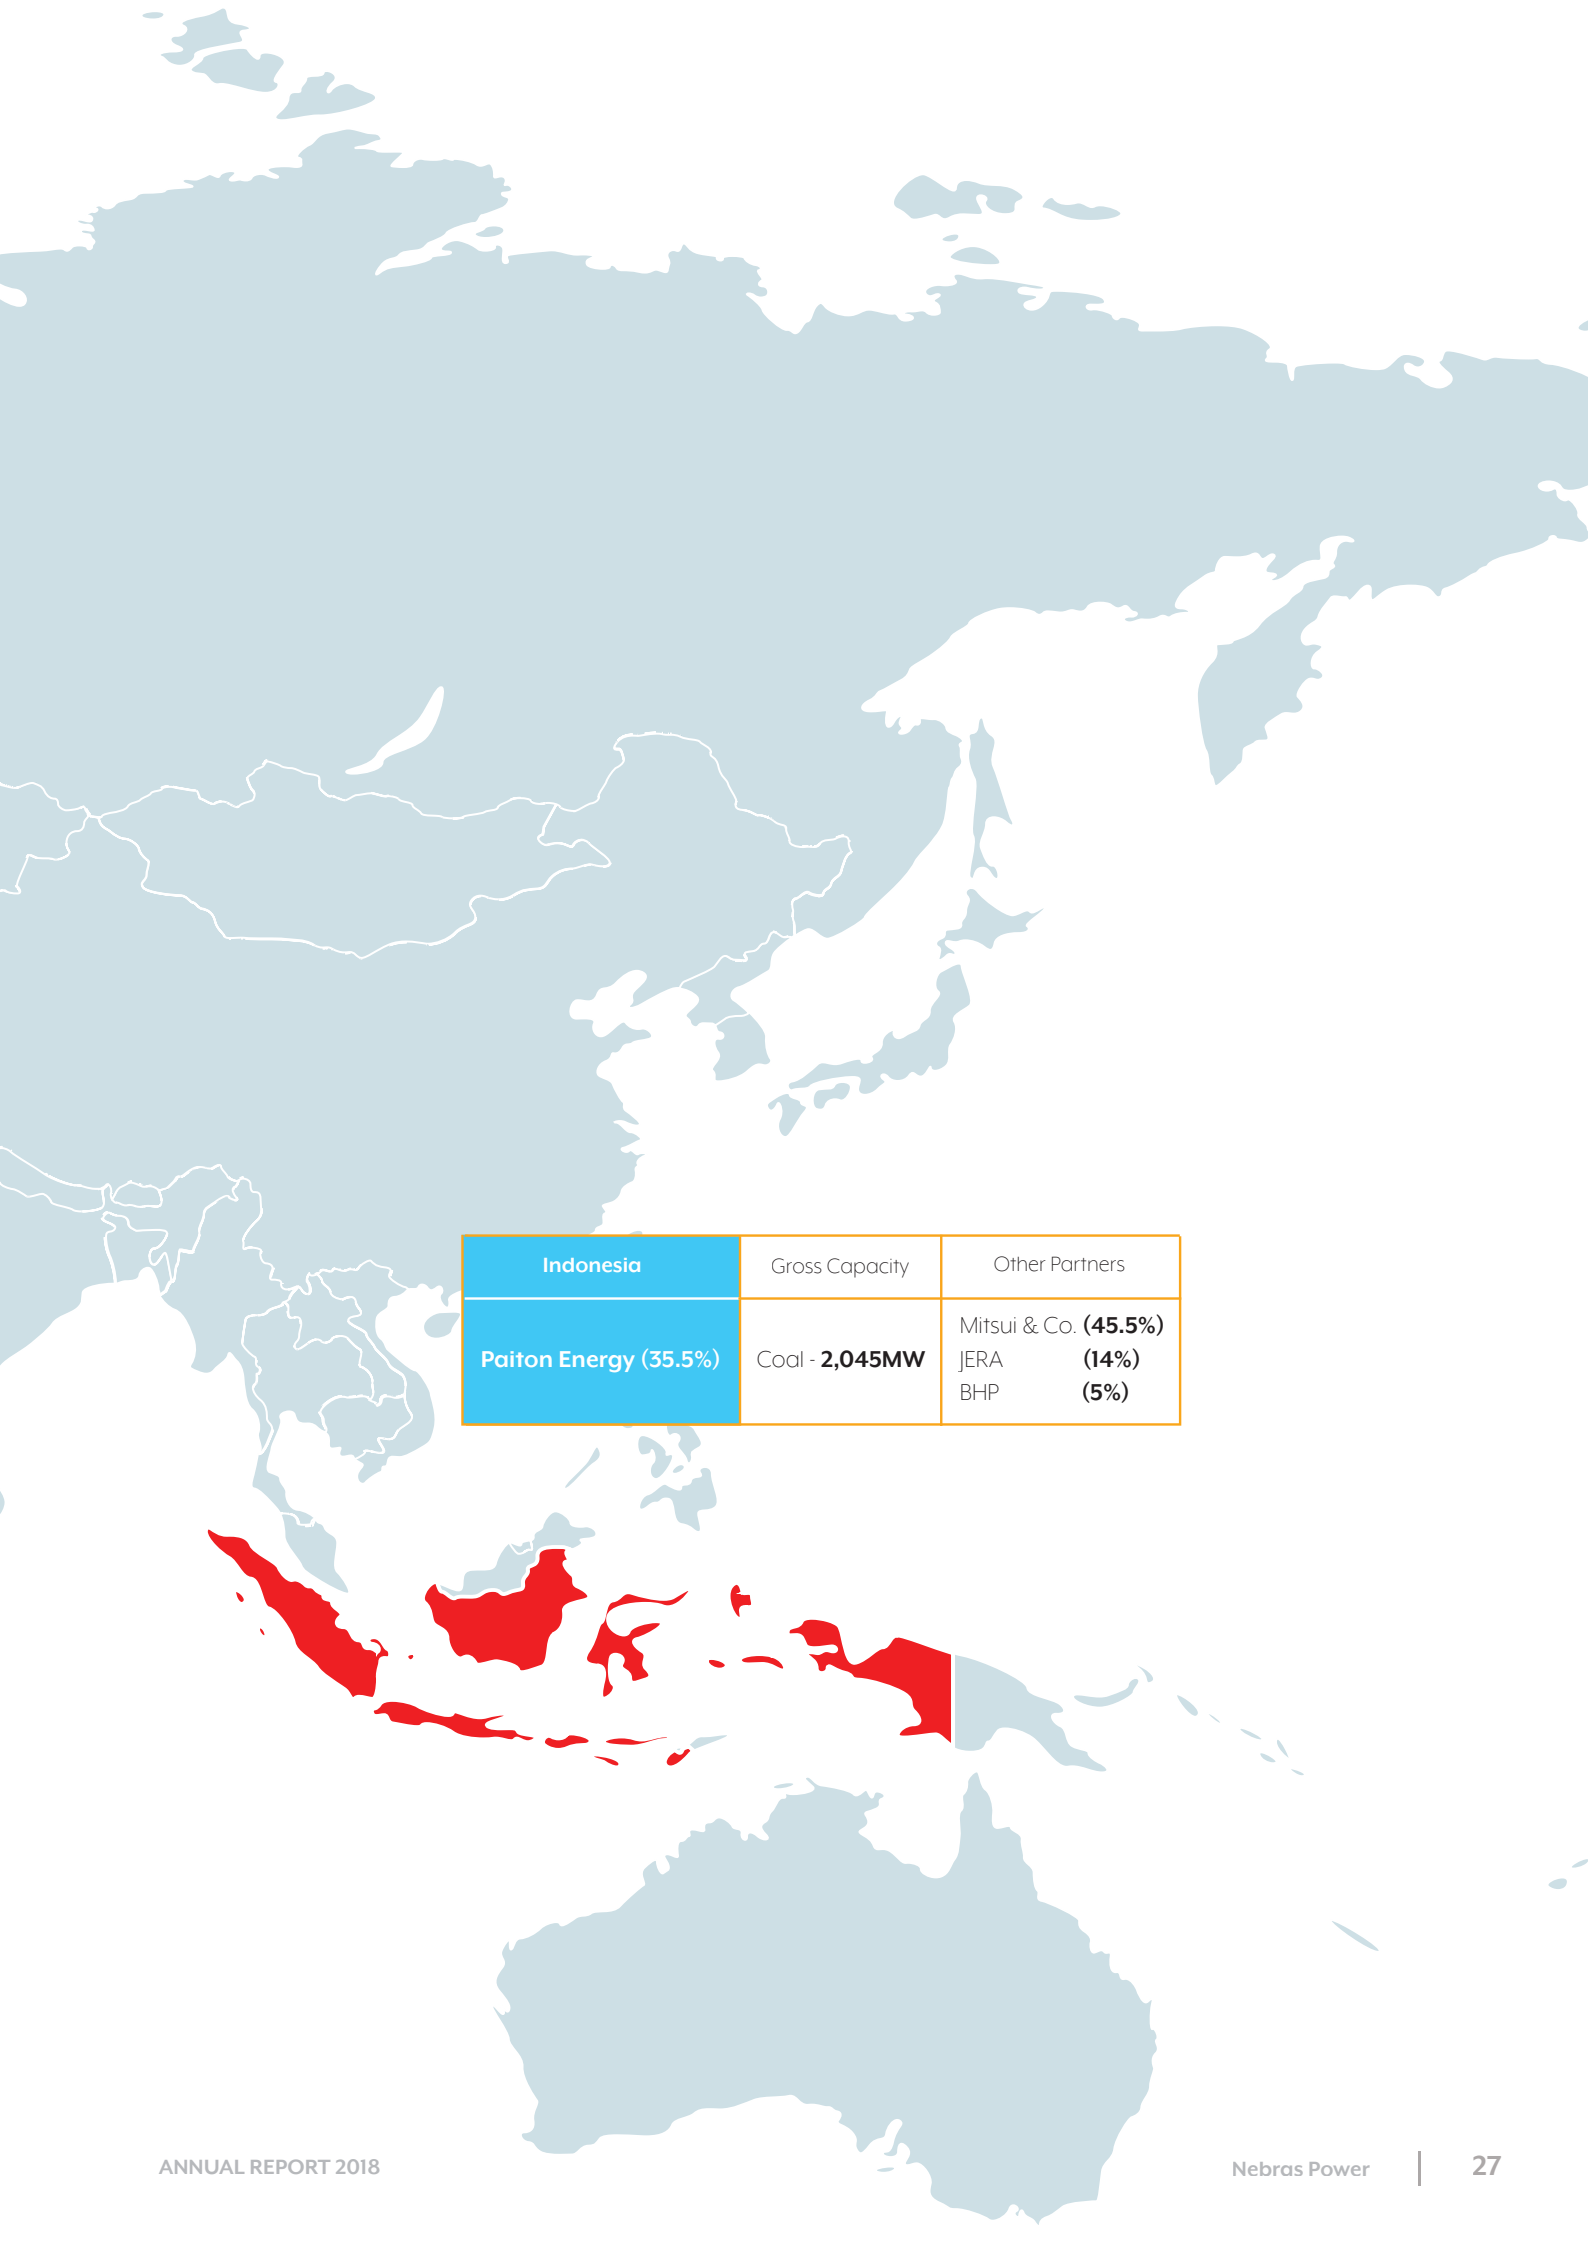 Indonesia
Gross Capacity
Other Partners
Paiton Energy (35.5%)
Coal - 2,045MW
Mitsui & Co. (45.5%)
JERA (14%)
BHP (5%)
ANNUAL REPORT 2018
Nebras Power
27